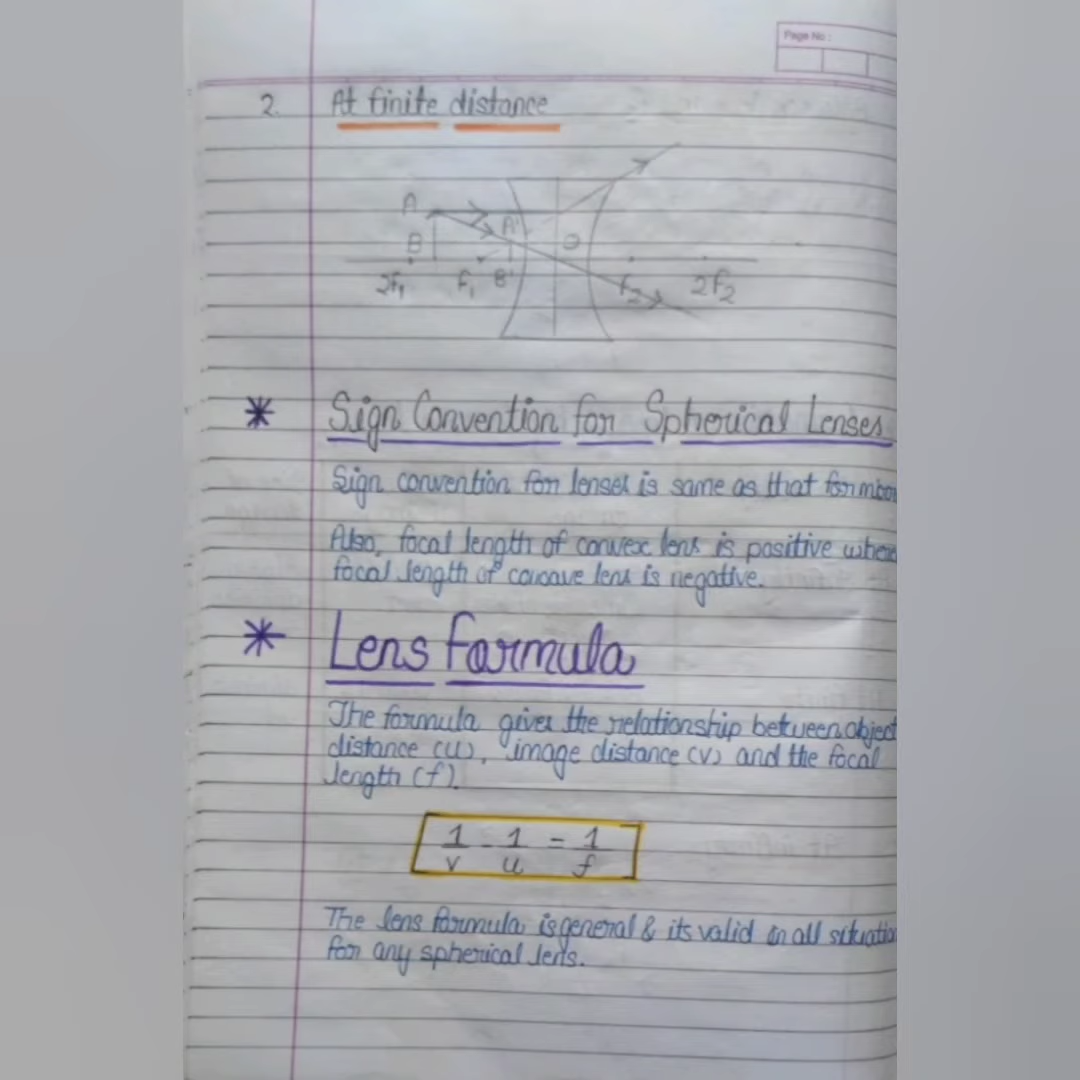 Page No :
2. At finite distance
A
A'
B
O
2f₁ f₁ B' f₂ 2f₂
* Sign Convention for Spherical Lenses
Sign convention for lenses is same as that for
Also, focal length of convex lens is positive
focal length of concave lens is negative.
* Lens formula
The formula gives the relationship between object
distance (u), image distance (v) and the focal
length (f).
1/v - 1/u = 1/f
The lens formula is general & its valid in all
for any spherical lens.